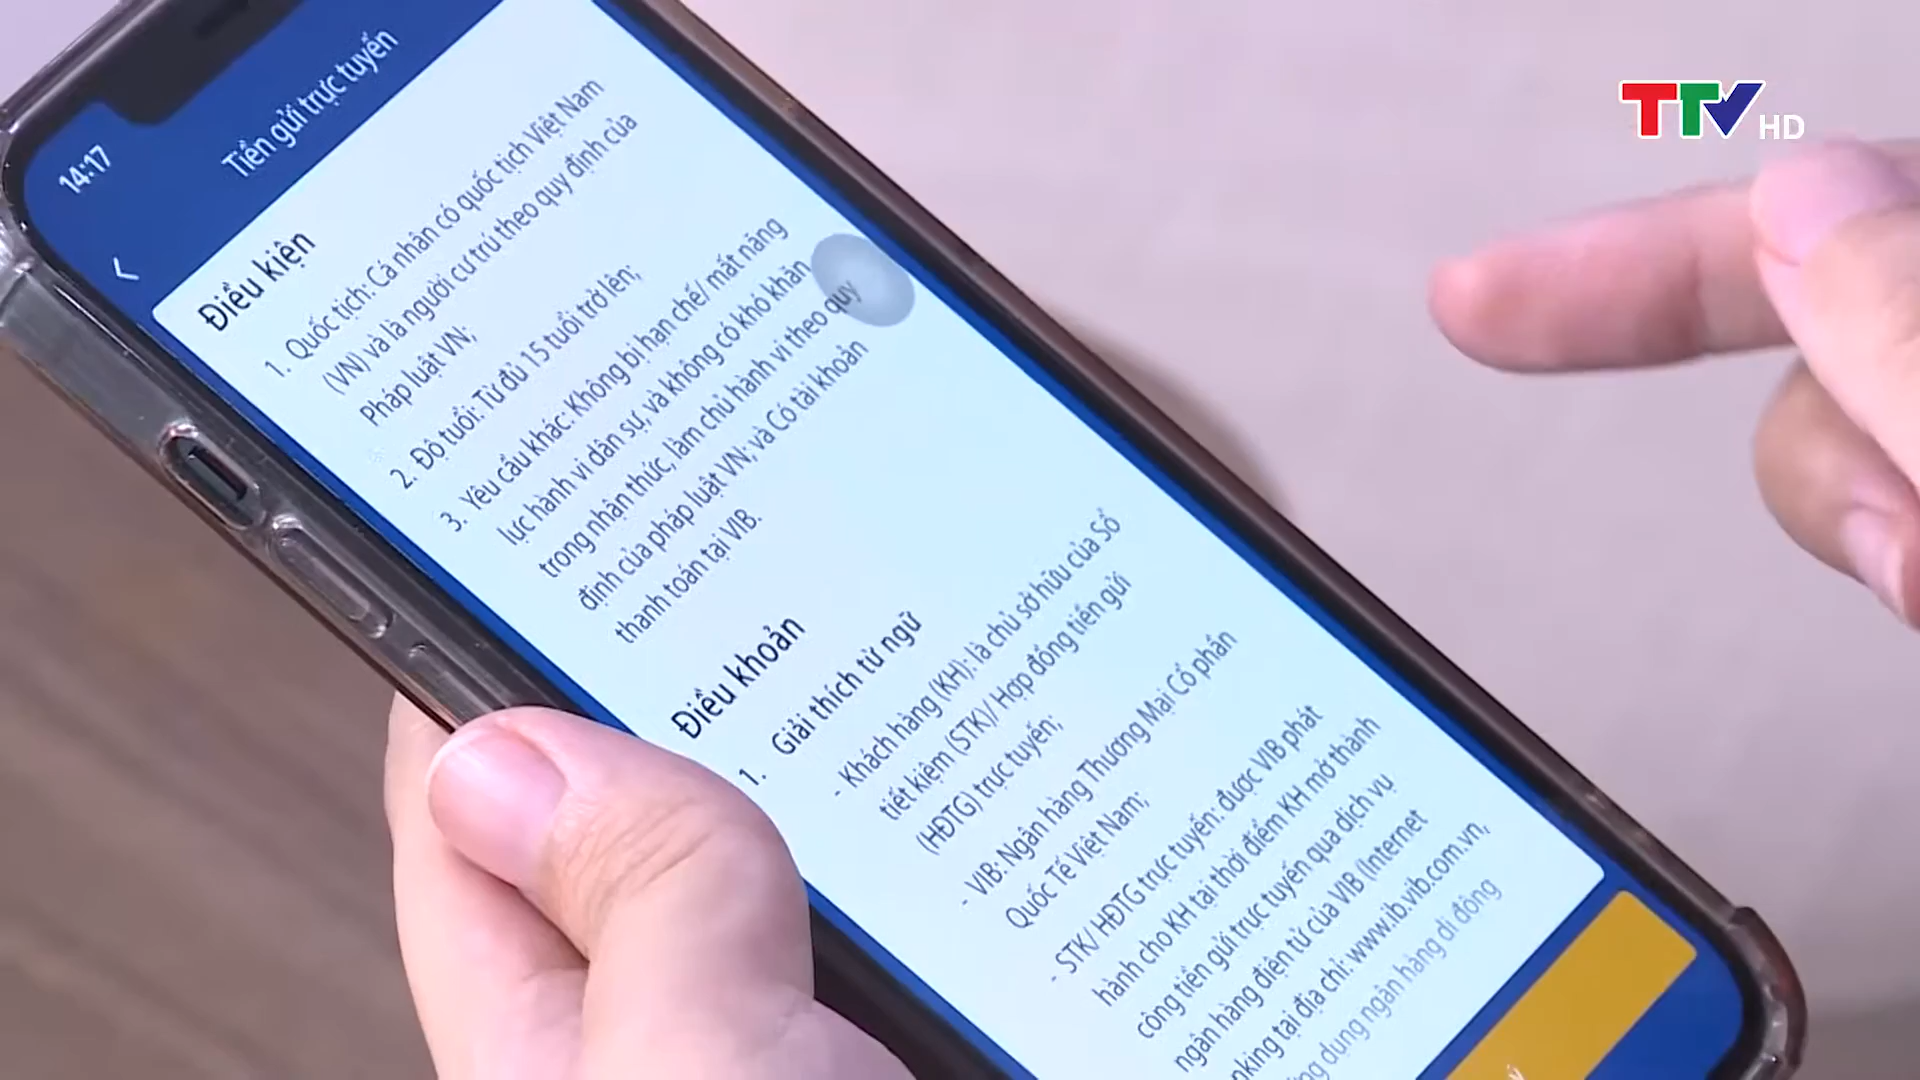 TTV HD
14:17
Tiền gửi trực tuyến
Điều kiện
1. Quốc tịch: Cá nhân có quốc tịch Việt Nam
(VN) và là người cư trú theo quy định của
Pháp luật VN;
2. Độ tuổi: Từ đủ 15 tuổi trở lên;
3. Yêu cầu khác: Không bị hạn chế/ mất năng
lực hành vi dân sự, và không có khó khăn
trong nhận thức, làm chủ hành vi theo quy
định của pháp luật VN; và Có tài khoản
thanh toán tại VIB.
Điều khoản
1. Giải thích từ ngữ
- Khách hàng (KH): là chủ sở hữu của Sổ
tiết kiệm (STK)/ Hợp đồng tiền gửi
(HĐTG) trực tuyến;
- VIB: Ngân hàng Thương Mại Cổ phần
Quốc Tế Việt Nam;
- STK/ HĐTG trực tuyến: được VIB phát
hành cho KH tại thời điểm KH mở thành
công tiền gửi trực tuyến qua dịch vụ
ngân hàng điện tử của VIB (Internet
nking tại địa chỉ: www.ib.vib.com.vn,
dụng ngân hàng di động